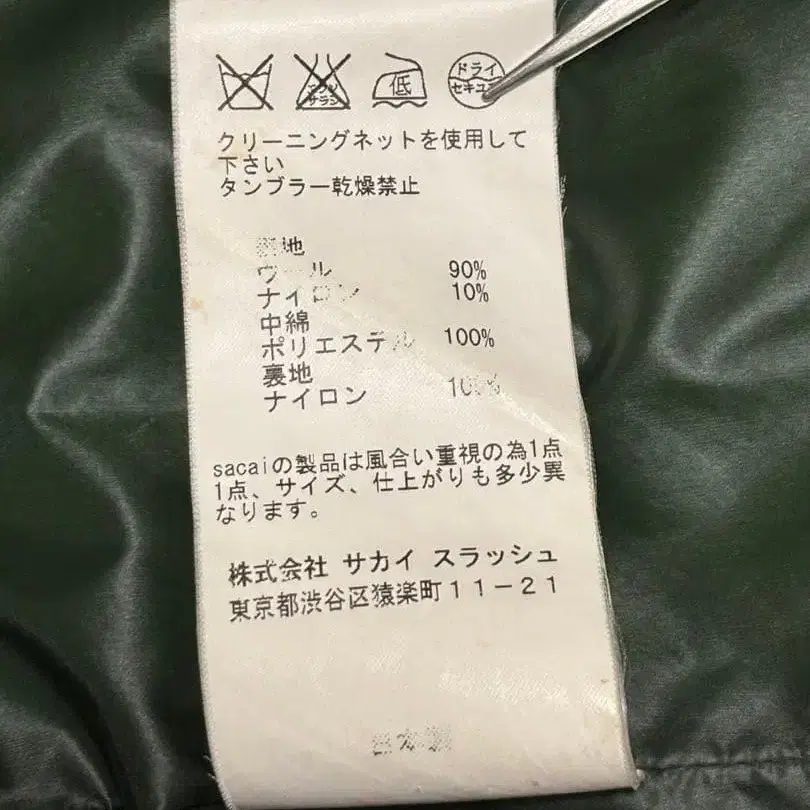 低
ドライ
セキユ
クリーニングネットを使用して
下さい
タンブラー乾燥禁止
表地
ウール 90%
ナイロン 10%
中綿
ポリエステル 100%
裏地
ナイロン 100%
sacaiの製品は風合い重視の為1点
1点、サイズ、仕上がりも多少異
なります。
株式会社 サカイ スラッシュ
東京都渋谷区猿楽町11－21
日本製